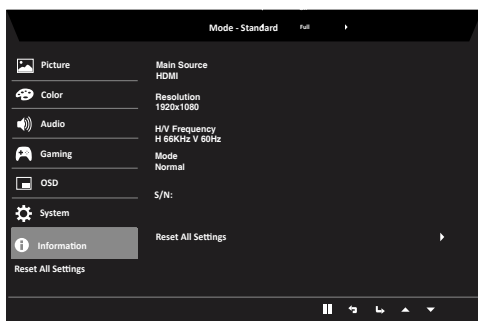 Mode - Standard Full
Picture
Color
Audio
Gaming
OSD
System
Information
Reset All Settings
Main Source
HDMI
Resolution
1920x1080
H/V Frequency
H 66KHz V 60Hz
Mode
Normal
S/N:
Reset All Settings